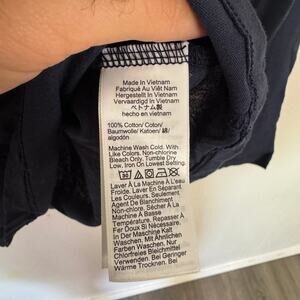 Made In Vietnam
Fabriqué Au Viêt Nam
Hergestellt In Vietnam
Vervaardigd In Vietnam
ベトナム製
hecho en vietnam
100% Cotton/ Coton/
Baumwolle/ Katoen/ 綿/
algodón
Machine Wash Cold. With
Like Colors. Non-chlorine
Bleach Only. Tumble Dry
Low. Iron On Lowest Setting.
Laver À La Machine À L'eau
Froide. Laver En Séparant
Les Couleurs. Seulement
Agent De Blanchiment
Non Chloré. Séchage À
Machine À Basse
Température. Repasser À
Fer Doux Si Nécessaire.
In Der Maschine Kalt
Waschen, Mit Ähnlichen
Farben Waschen. Nur
Chlorfreies Bleichmittel
Verwenden. Bei Geringer
Wärme Trocknen. Bei